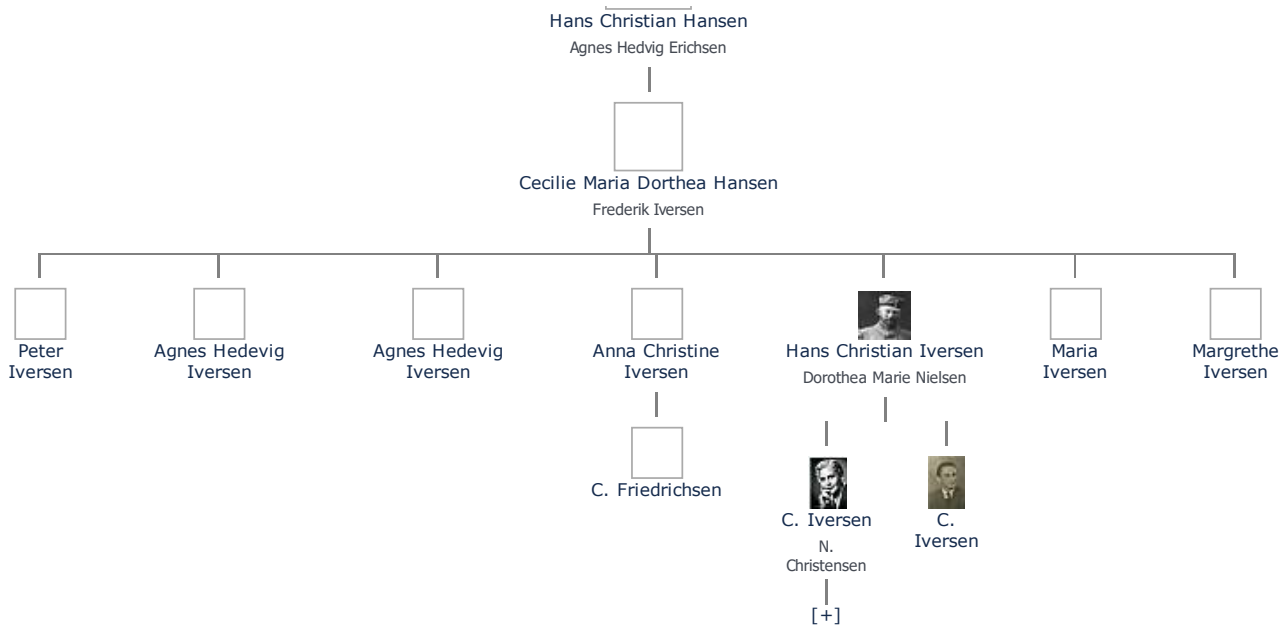 Hans Christian Hansen
Agnes Hedvig Erichsen
Cecilie Maria Dorthea Hansen
Frederik Iversen
Peter
Iversen
Agnes Hedevig
Iversen
Agnes Hedevig
Iversen
Anna Christine
Iversen
Hans Christian Iversen
Dorothea Marie Nielsen
Maria
Iversen
Margrethe
Iversen
C. Friedrichsen
C. Iversen
N.
Christensen
[+]
C.
Iversen